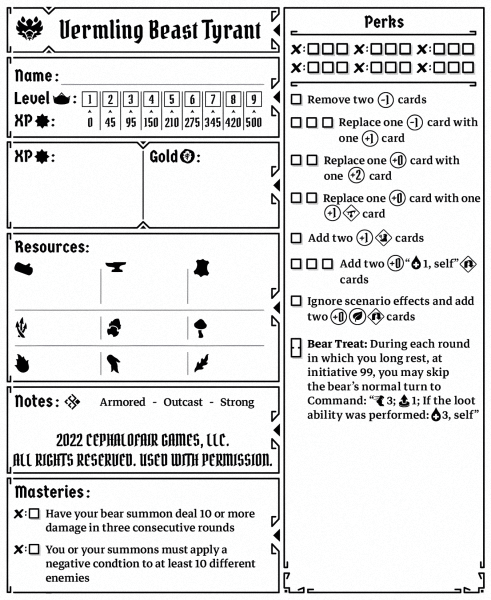 Vermling Beast Tyrant
Name:
Level : 1 2 3 4 5 6 7 8 9
XP : 0 45 95 150 210 275 345 420 500
XP : Gold :
Resources:
Notes: Armored - Outcast - Strong
2022 CEPHALOFAIR GAMES, LLC.
ALL RIGHTS RESERVED. USED WITH PERMISSION.
Masteries:
Have your bear summon deal 10 or more
damage in three consecutive rounds
You or your summons must apply a
negative condtion to at least 10 different
enemies
Perks
Remove two -1 cards
Replace one -1 card with
one +1 card
Replace one +0 card with
one +2 card
Replace one +0 card with one
+1 card
Add two +1 cards
Add two +0 “ 1, self”
cards
Ignore scenario effects and add
two +0 cards
Bear Treat: During each round
in which you long rest, at
initiative 99, you may skip
the bear's normal turn to
Command: “ 3; 1; If the loot
ability was performed: 3, self”